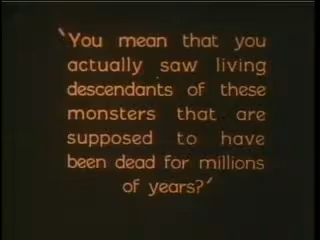 ‘You mean that you
actually saw living
descendants of these
monsters that are
supposed to have
been dead for millions
of years?’